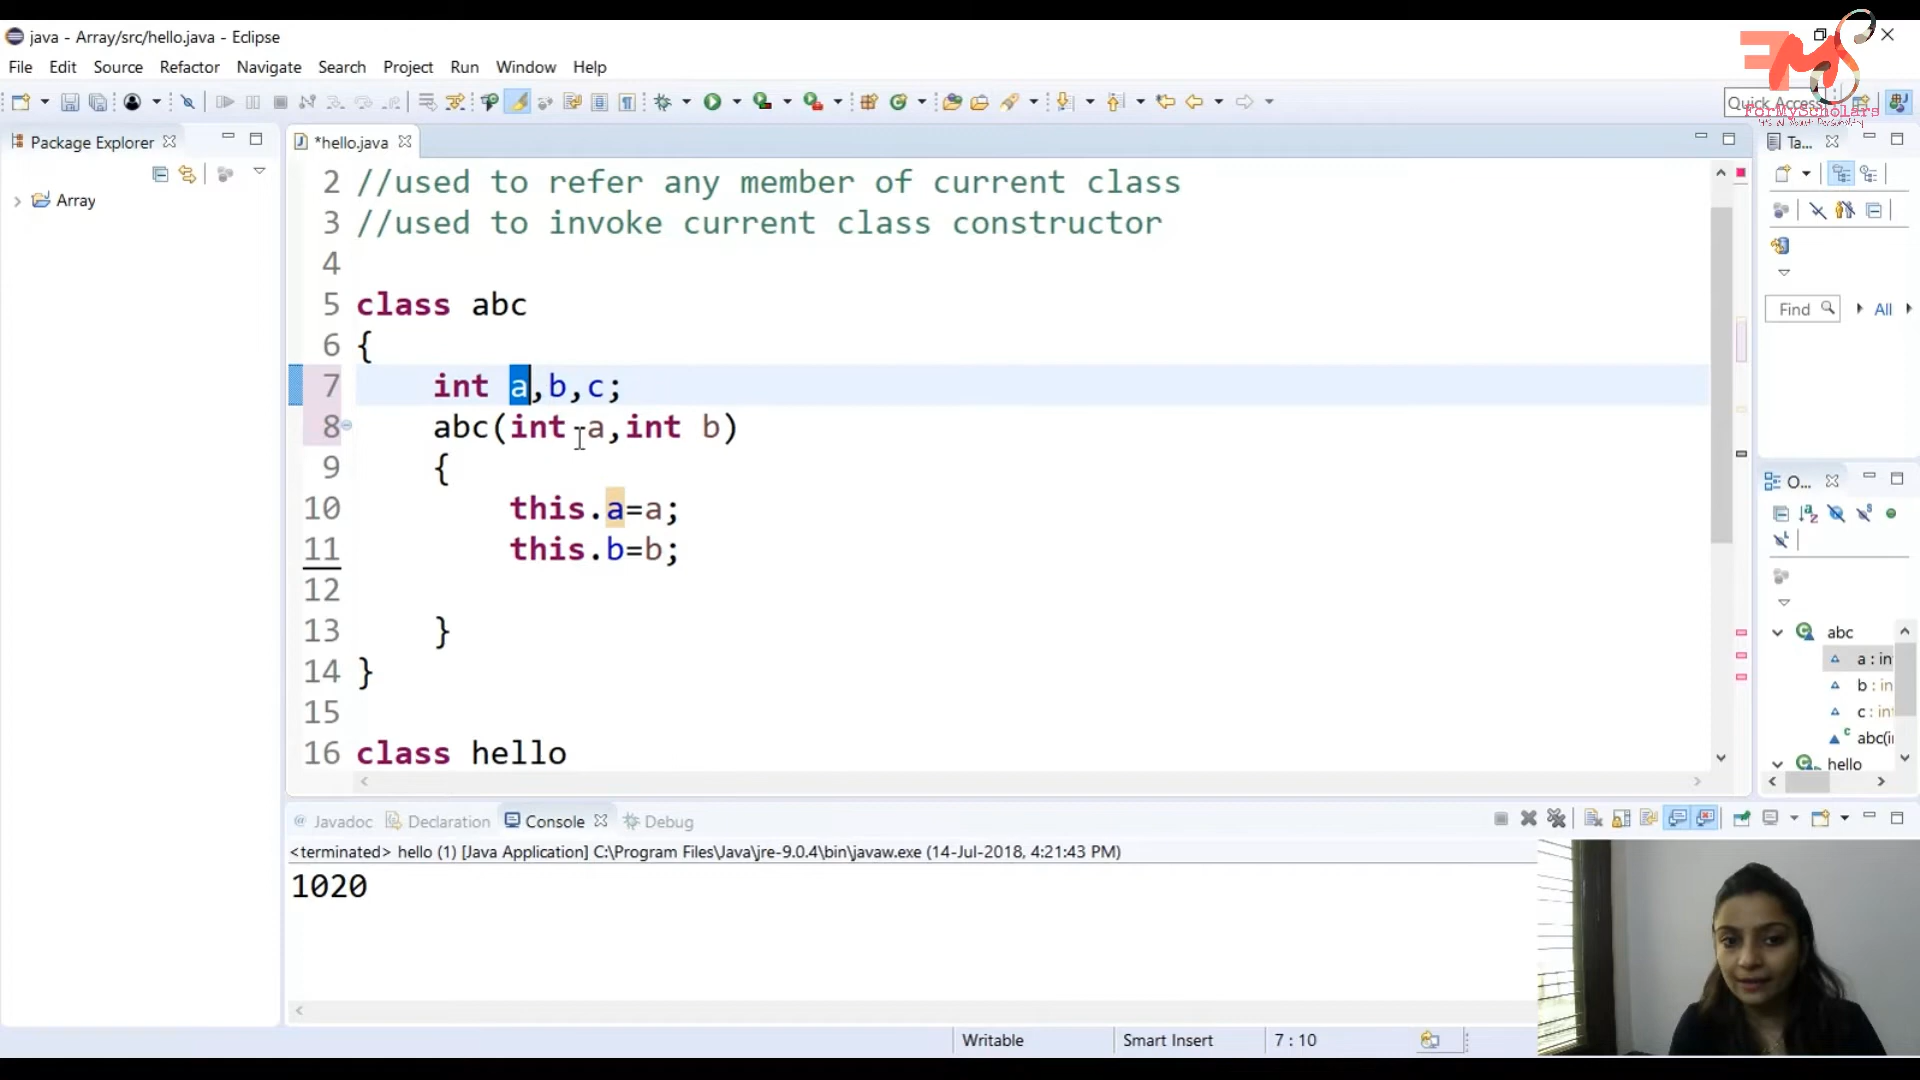 java - Array/src/hello.java - Eclipse
File Edit Source Refactor Navigate Search Project Run Window Help
Quick Access
ForMyScholars
Package Explorer
*hello.java
Ta...
Array
2 //used to refer any member of current class
3 //used to invoke current class constructor
4
5 class abc
6 {
7 int a,b,c;
8 abc(int a,int b)
9 {
10 this.a=a;
11 this.b=b;
12
13 }
14 }
15
16 class hello
Find All
O...
abc
a : in
b : in
c : int
abc(i
hello
Javadoc Declaration Console Debug
<terminated> hello (1) [Java Application] C:\Program Files\Java\jre-9.0.4\bin\javaw.exe (14-Jul-2018, 4:21:43 PM)
1020
Writable Smart Insert 7 : 10